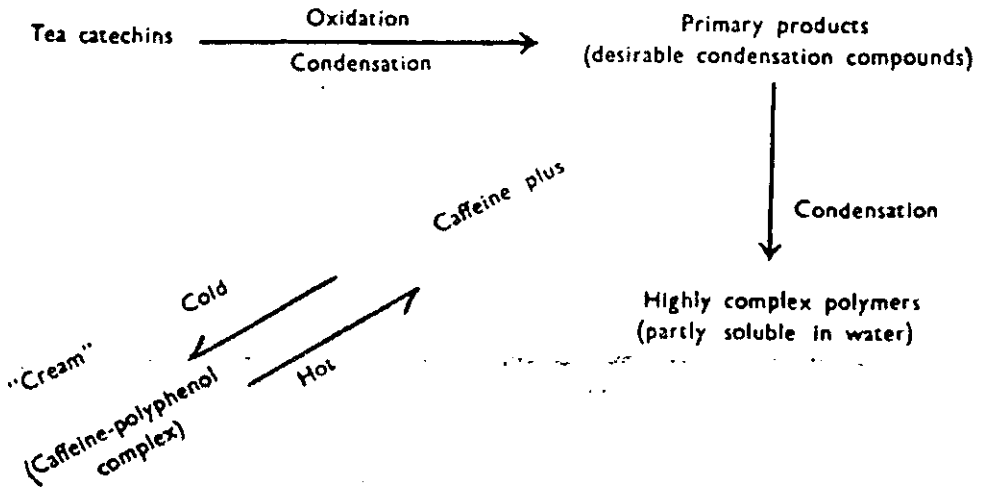 Tea catechins
Oxidation
Condensation
Primary products
(desirable condensation compounds)
Condensation
Highly complex polymers
(partly soluble in water)
Caffeine plus
Cold
Hot
"Cream"
(Caffeine-polyphenol
complex)